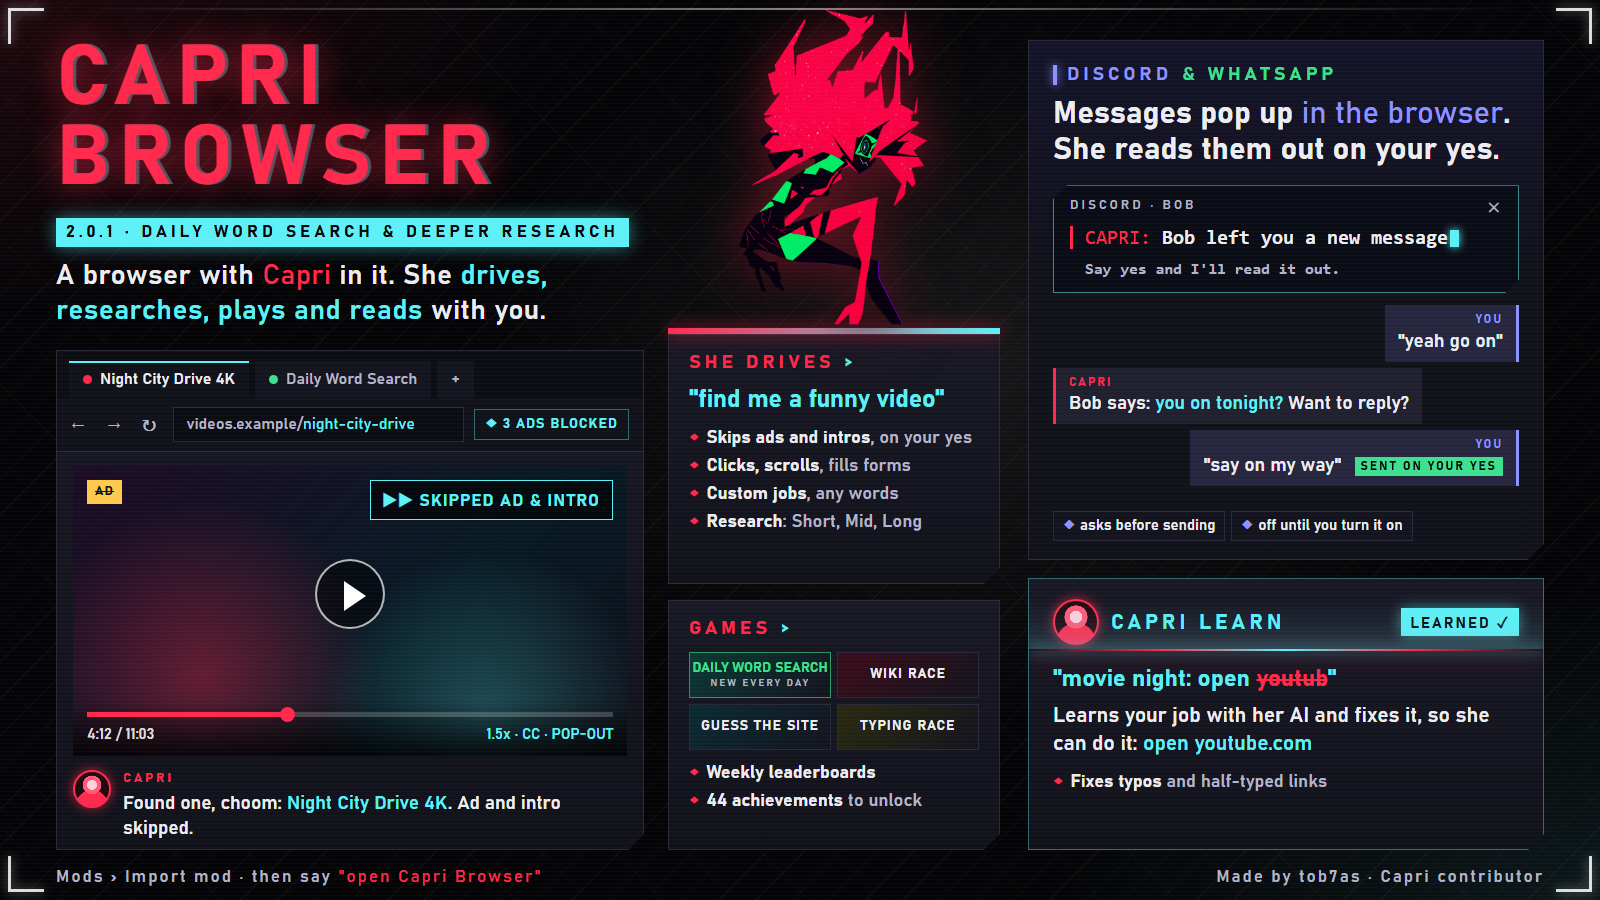 CAPRI
BROWSER
2.0.1 · DAILY WORD SEARCH & DEEPER RESEARCH
A browser with Capri in it. She drives,
researches, plays and reads with you.
Night City Drive 4K
Daily Word Search
+
← → ↻
videos.example/night-city-drive
◆ 3 ADS BLOCKED
AD
▶▶ SKIPPED AD & INTRO
4:12 / 11:03
1.5x · CC · POP-OUT
CAPRI
Found one, choom: Night City Drive 4K. Ad and intro
skipped.
SHE DRIVES >
"find me a funny video"
Skips ads and intros, on your yes
Clicks, scrolls, fills forms
Custom jobs, any words
Research: Short, Mid, Long
GAMES >
DAILY WORD SEARCH
NEW EVERY DAY
WIKI RACE
GUESS THE SITE
TYPING RACE
Weekly leaderboards
44 achievements to unlock
DISCORD & WHATSAPP
Messages pop up in the browser.
She reads them out on your yes.
DISCORD · BOB
✕
CAPRI: Bob left you a new message
Say yes and I'll read it out.
YOU
"yeah go on"
CAPRI
Bob says: you on tonight? Want to reply?
YOU
"say on my way" SENT ON YOUR YES
◆ asks before sending
◆ off until you turn it on
CAPRI LEARN
LEARNED ✓
"movie night: open youtub"
Learns your job with her AI and fixes it, so she
can do it: open youtube.com
Fixes typos and half-typed links
Mods › Import mod · then say "open Capri Browser"
Made by tob7as · Capri contributor